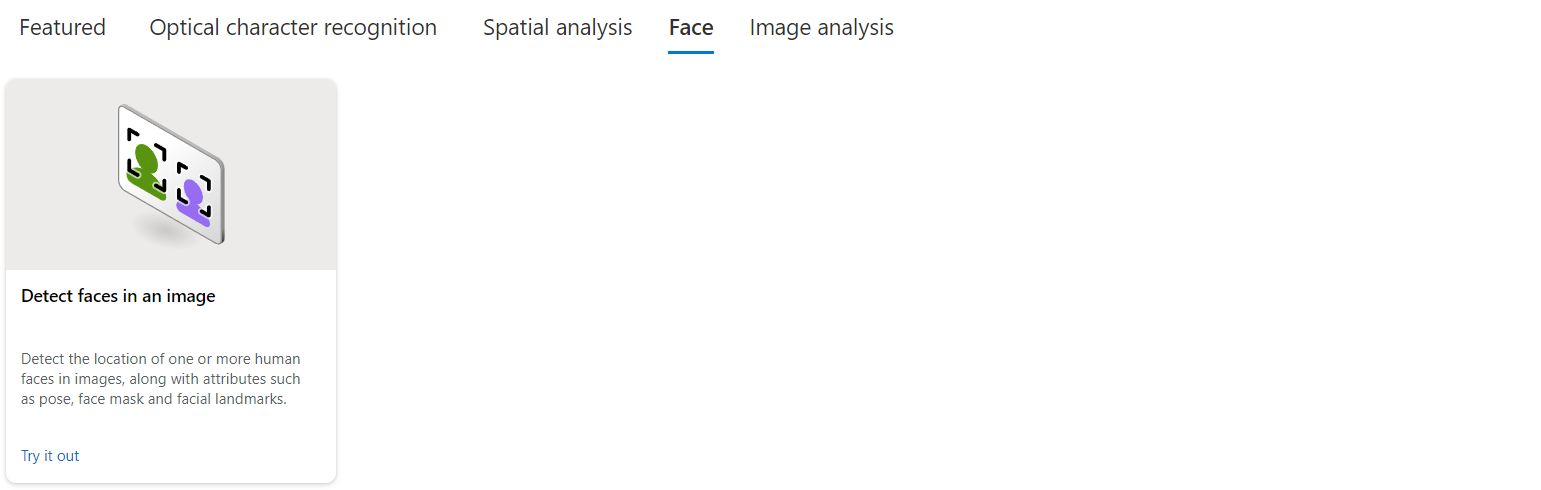 Featured Optical character recognition Spatial analysis Face Image analysis
Detect faces in an image
Detect the location of one or more human
faces in images, along with attributes such
as pose, face mask and facial landmarks.
Try it out